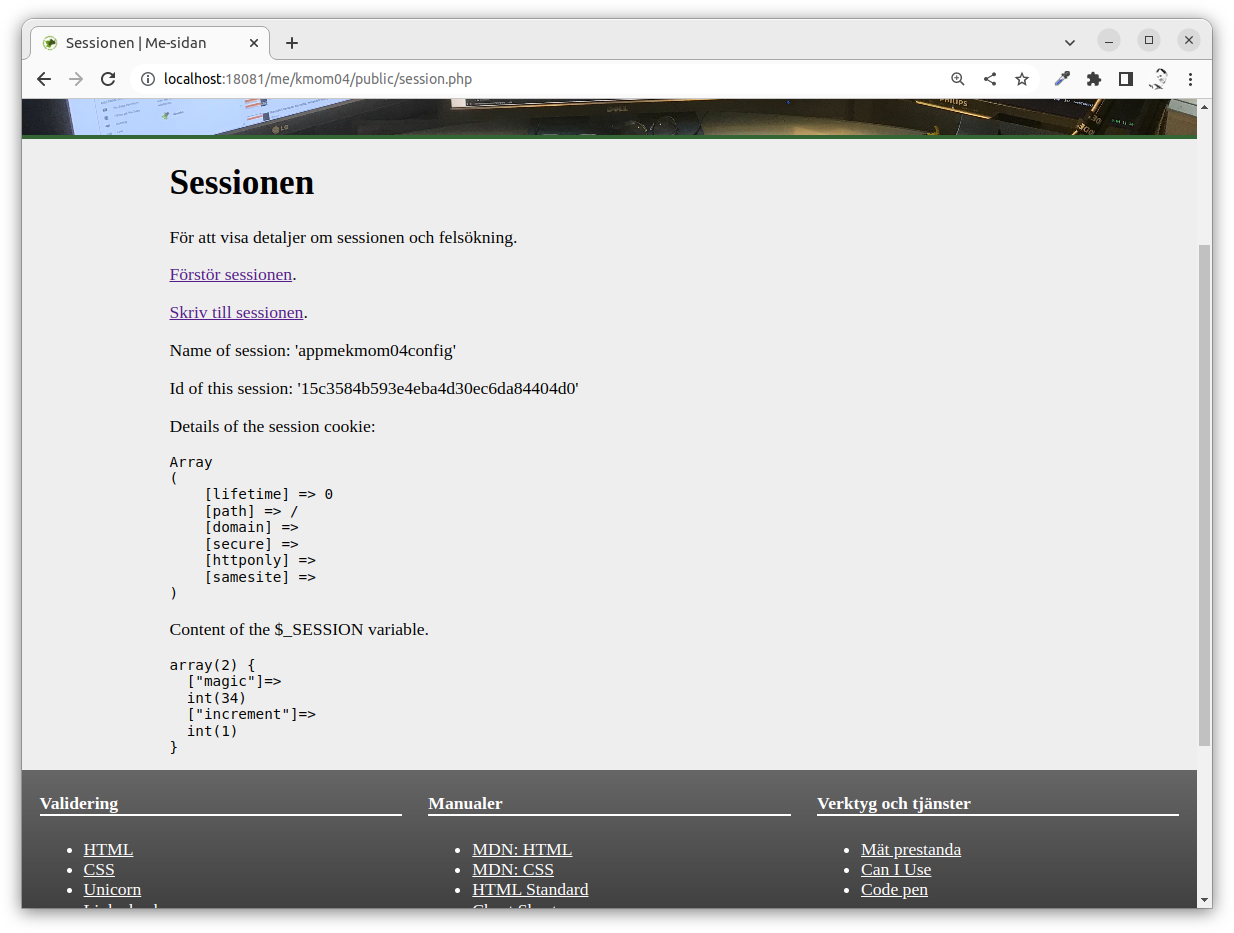 Sessionen | Me-sidan
localhost:18081/me/kmom04/public/session.php
LG
DELL
PHILIPS
Sessionen
För att visa detaljer om sessionen och felsökning.
Förstör sessionen.
Skriv till sessionen.
Name of session: 'appmekmom04config'
Id of this session: '15c3584b593e4eba4d30ec6da84404d0'
Details of the session cookie:
Array
(
    [lifetime] => 0
    [path] => /
    [domain] =>
    [secure] =>
    [httponly] =>
    [samesite] =>
)
Content of the $_SESSION variable.
array(2) {
  ["magic"]=>
  int(34)
  ["increment"]=>
  int(1)
}
Validering
HTML
CSS
Unicorn
Manualer
MDN: HTML
MDN: CSS
HTML Standard
Verktyg och tjänster
Mät prestanda
Can I Use
Code pen